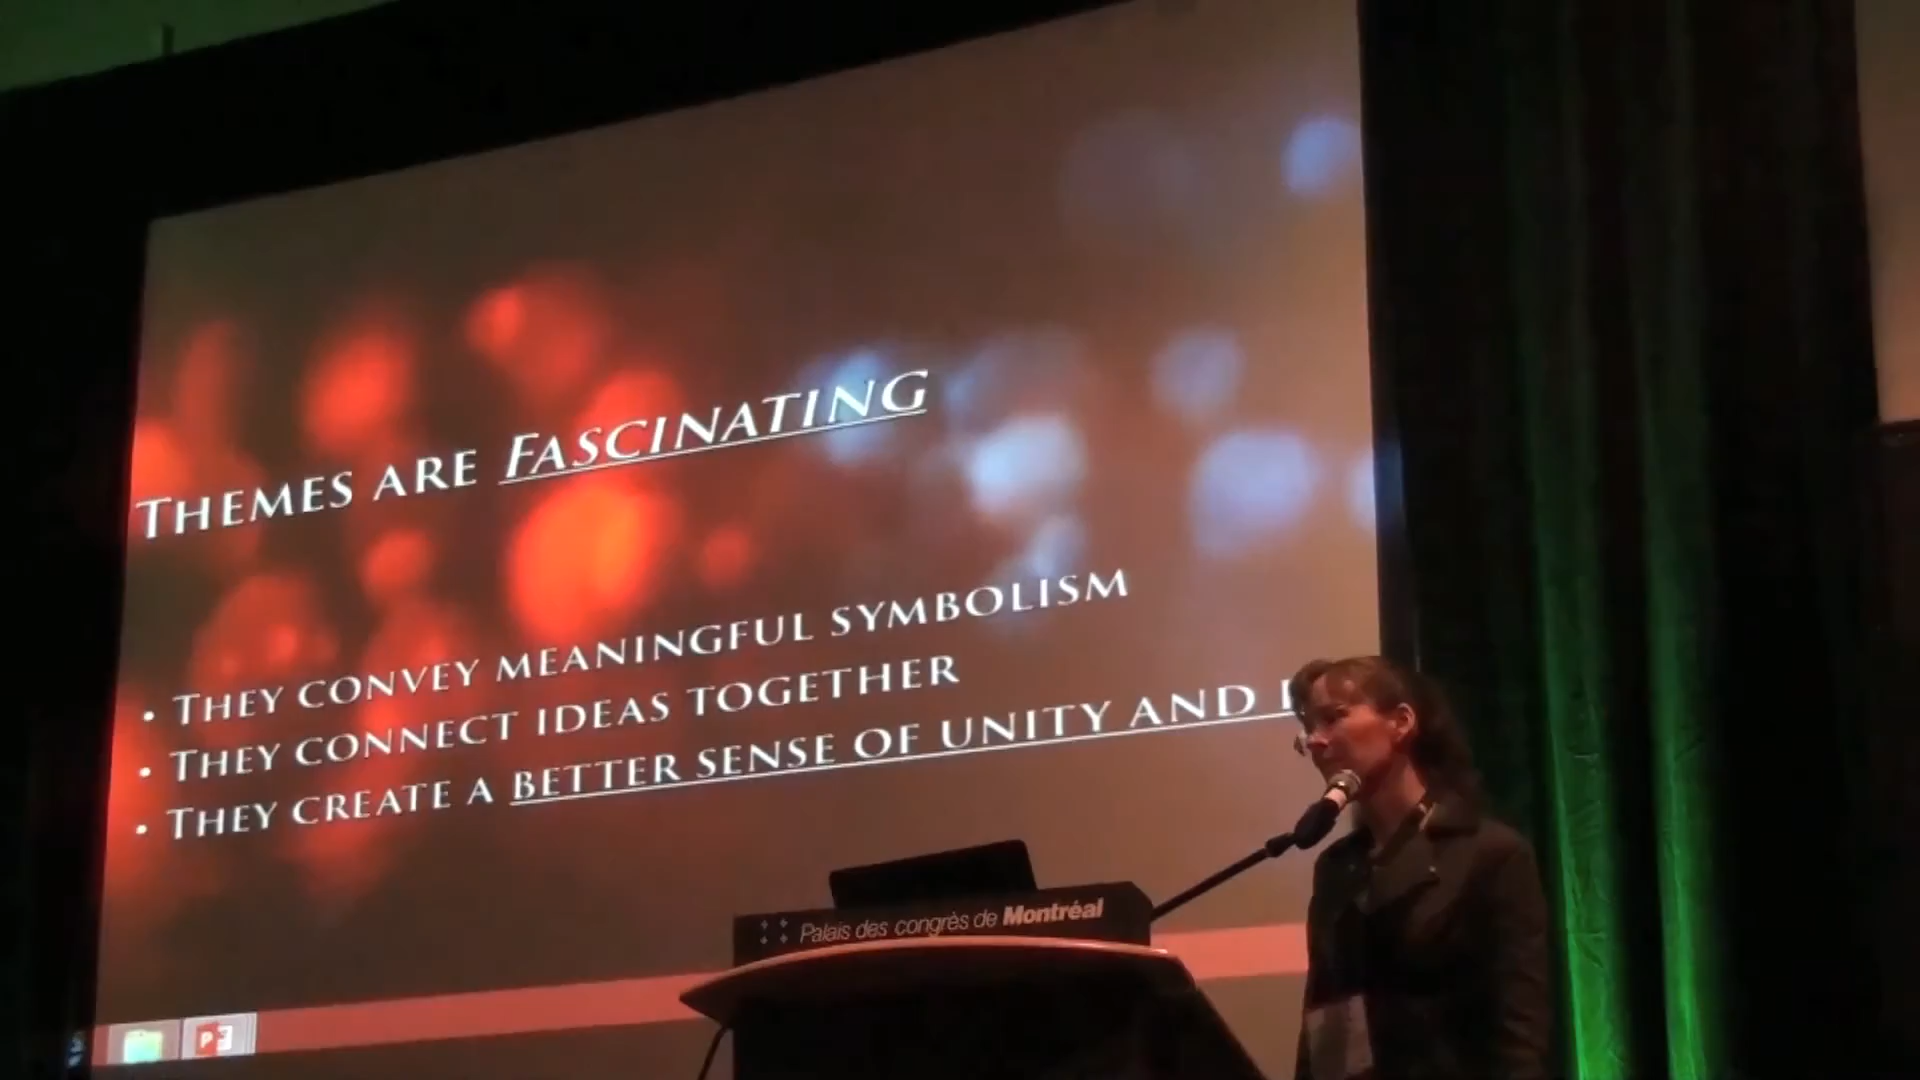 THEMES ARE FASCINATING
• THEY CONVEY MEANINGFUL SYMBOLISM
• THEY CONNECT IDEAS TOGETHER
• THEY CREATE A BETTER SENSE OF UNITY AND
Palais des congrès de Montréal
P